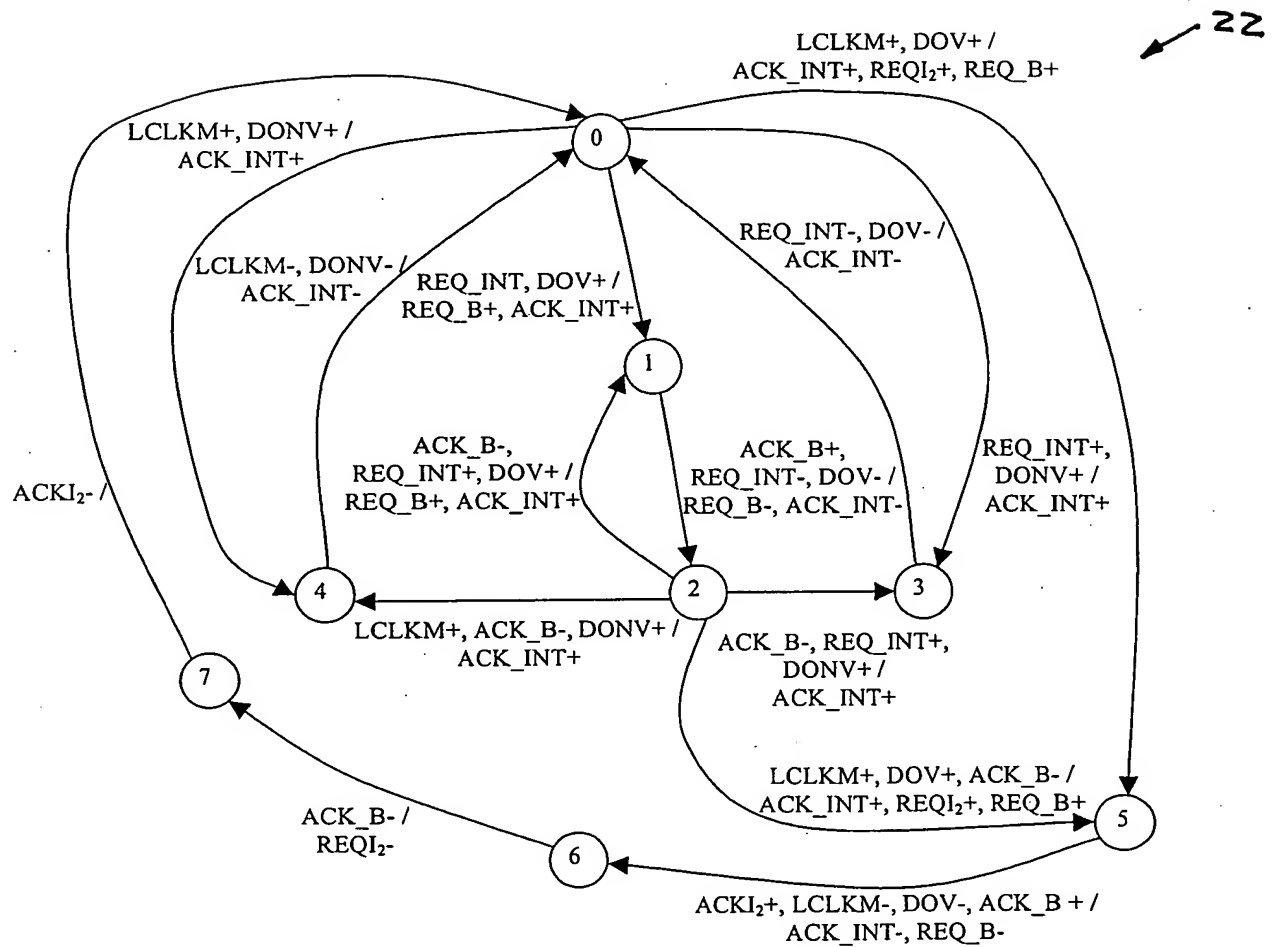 22
LCLKM+, DOV+ /
ACK_INT+, REQI₂+, REQ_B+
LCLKM+, DONV+ /
ACK_INT+
0
REQ_INT-, DOV- /
ACK_INT-
LCLKM-, DONV- /
ACK_INT-
REQ_INT, DOV+ /
REQ_B+, ACK_INT+
1
ACK_B-,
REQ_INT+, DOV+ /
REQ_B+, ACK_INT+
ACK_B+,
REQ_INT-, DOV- /
REQ_B-, ACK_INT-
REQ_INT+,
DONV+ /
ACK_INT+
ACKI₂- /
4
2
3
LCLKM+, ACK_B-, DONV+ /
ACK_INT+
ACK_B-, REQ_INT+,
DONV+ /
ACK_INT+
7
LCLKM+, DOV+, ACK_B- /
ACK_INT+, REQI₂+, REQ_B+
5
ACK_B- /
REQI₂-
6
ACKI₂+, LCLKM-, DOV-, ACK_B + /
ACK_INT-, REQ_B-